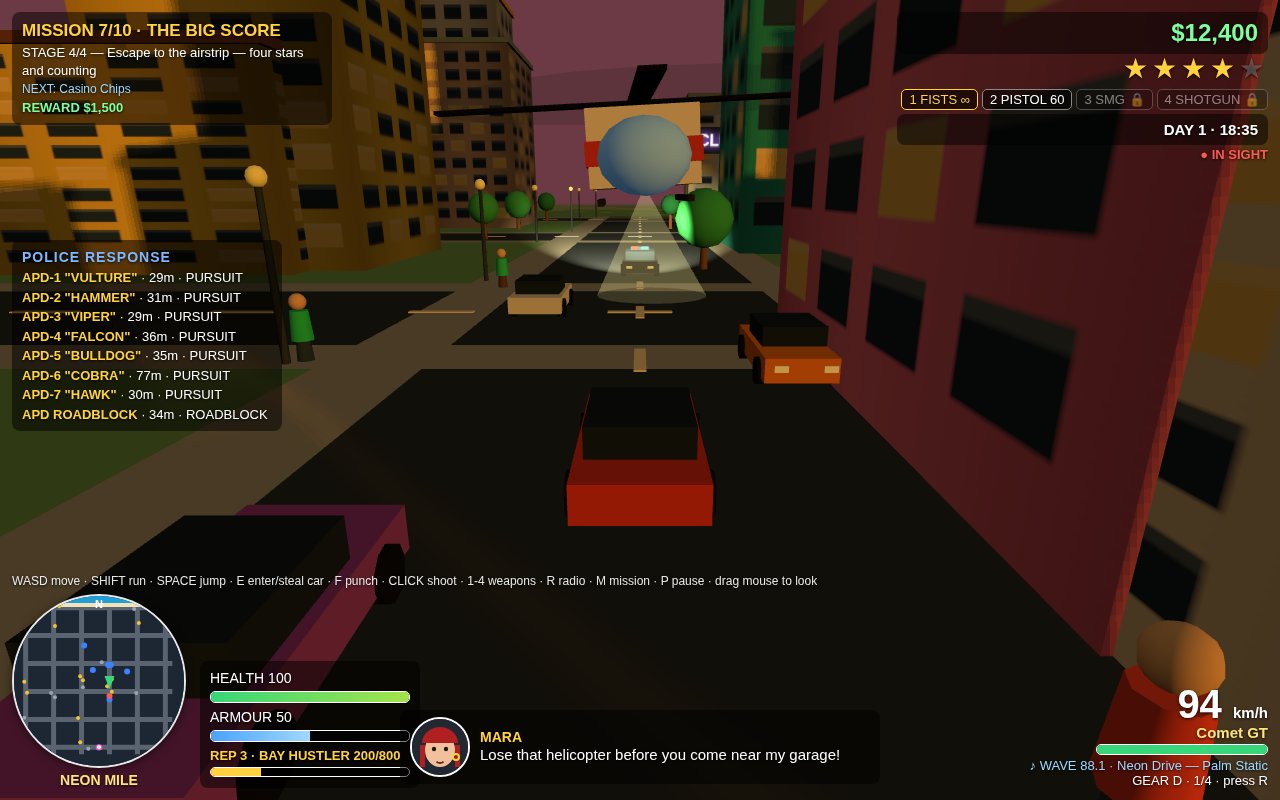 MISSION 7/10 · THE BIG SCORE
STAGE 4/4 — Escape to the airstrip — four stars
and counting
NEXT: Casino Chips
REWARD $1,500
$12,400
1 FISTS ∞ 2 PISTOL 60 3 SMG 🔒 4 SHOTGUN 🔒
DAY 1 · 18:35
● IN SIGHT
CL
POLICE RESPONSE
APD-1 "VULTURE" · 29m · PURSUIT
APD-2 "HAMMER" · 31m · PURSUIT
APD-3 "VIPER" · 29m · PURSUIT
APD-4 "FALCON" · 36m · PURSUIT
APD-5 "BULLDOG" · 35m · PURSUIT
APD-6 "COBRA" · 77m · PURSUIT
APD-7 "HAWK" · 30m · PURSUIT
APD ROADBLOCK · 34m · ROADBLOCK
WASD move · SHIFT run · SPACE jump · E enter/steal car · F punch · CLICK shoot · 1-4 weapons · R radio · M mission · P pause · drag mouse to look
N
NEON MILE
HEALTH 100
ARMOUR 50
REP 3 · BAY HUSTLER 200/800
MARA
Lose that helicopter before you come near my garage!
94 km/h
Comet GT
♪ WAVE 88.1 · Neon Drive — Palm Static
GEAR D · 1/4 · press R